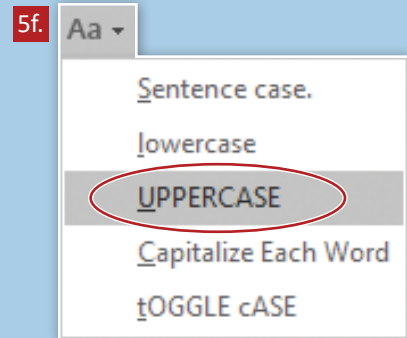 5f.
Aa
Sentence case.
lowercase
UPPERCASE
Capitalize Each Word
tOGGLE cASE